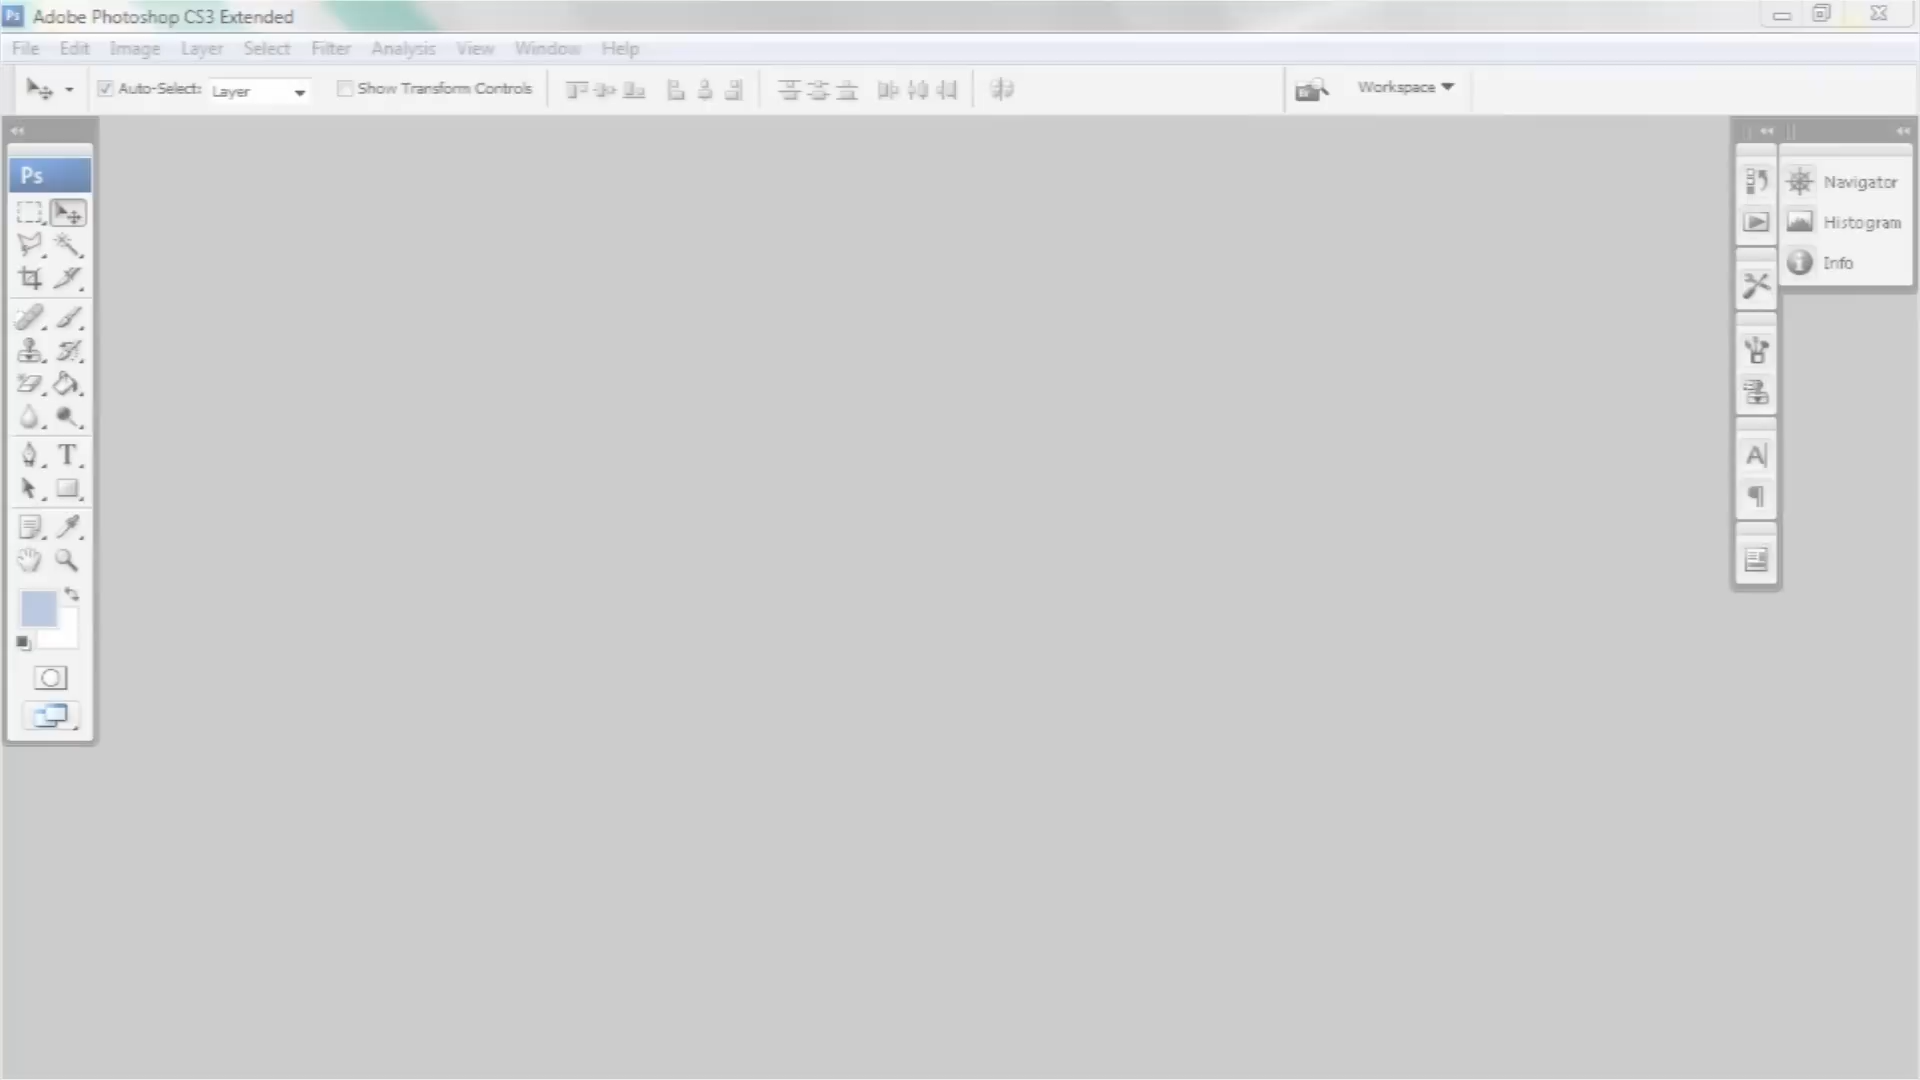 Ps Adobe Photoshop CS3 Extended
File Edit Image Layer Select Filter Analysis View Window Help
Auto-Select: Layer Show Transform Controls Workspace
Ps
Navigator
Histogram
Info
T
A